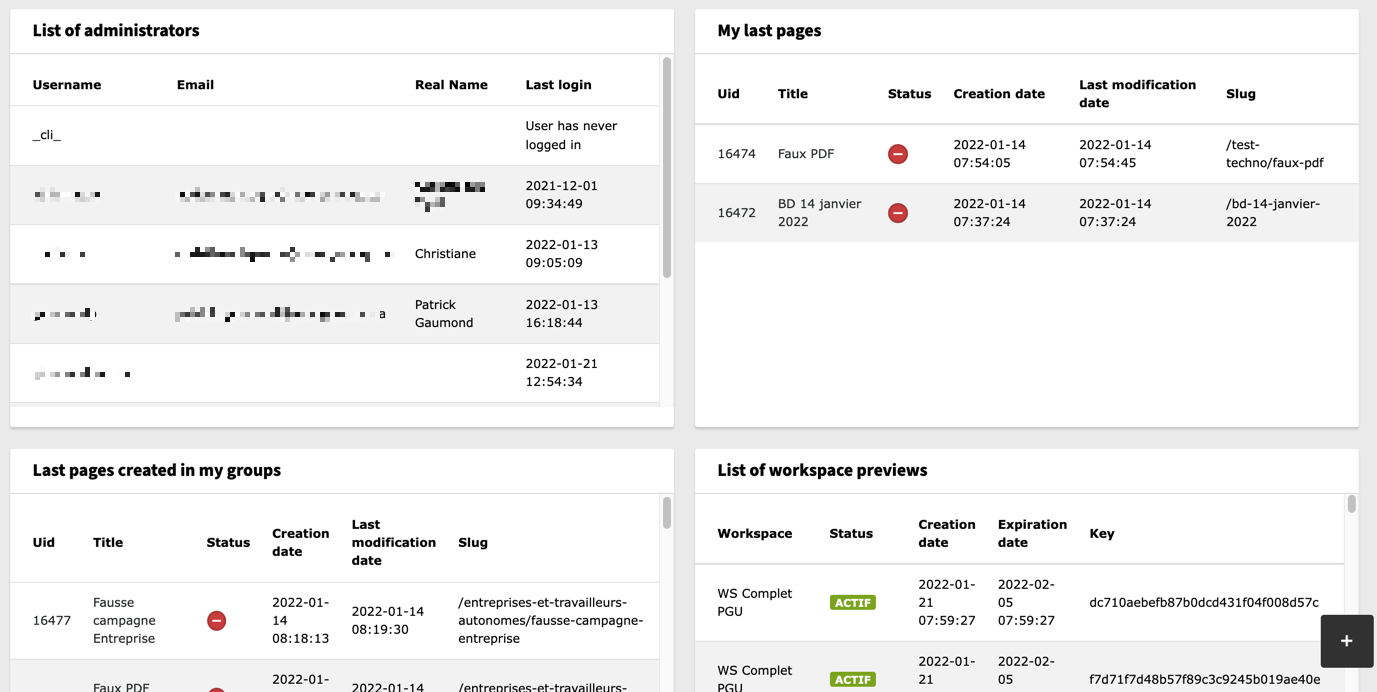 List of administrators
Username Email Real Name Last login
_cli_ User has never
logged in
2021-12-01
09:34:49
Christiane 2022-01-13
09:05:09
Patrick
Gaumond
a
2022-01-13
16:18:44
2022-01-21
12:54:34
My last pages
Uid Title Status Creation date Last modification
date Slug
16474 Faux PDF 2022-01-14
07:54:05 2022-01-14
07:54:45 /test-
techno/faux-pdf
16472 BD 14 janvier
2022 2022-01-14
07:37:24 2022-01-14
07:37:24 /bd-14-janvier-
2022
Last pages created in my groups
Uid Title Status Creation
date Last
modification
date Slug
16477 Fausse
campagne
Entreprise 2022-01-
14
08:18:13 2022-01-14
08:19:30 /entreprises-et-travailleurs-
autonomes/fausse-campagne-
entreprise
Faux PDF 2022-01- 2022-01-14 /entreprises-et-travailleurs-
List of workspace previews
Workspace Status Creation
date Expiration
date Key
WS Complet
PGU ACTIF 2022-01-
21
07:59:27 2022-02-
05
07:59:27 dc710aebefb87b0dcd431f04f008d57c
WS Complet
PGU ACTIF 2022-01-
21 2022-02-
05 f7d71f7d48b57f89c3c9245b019ae40e
+